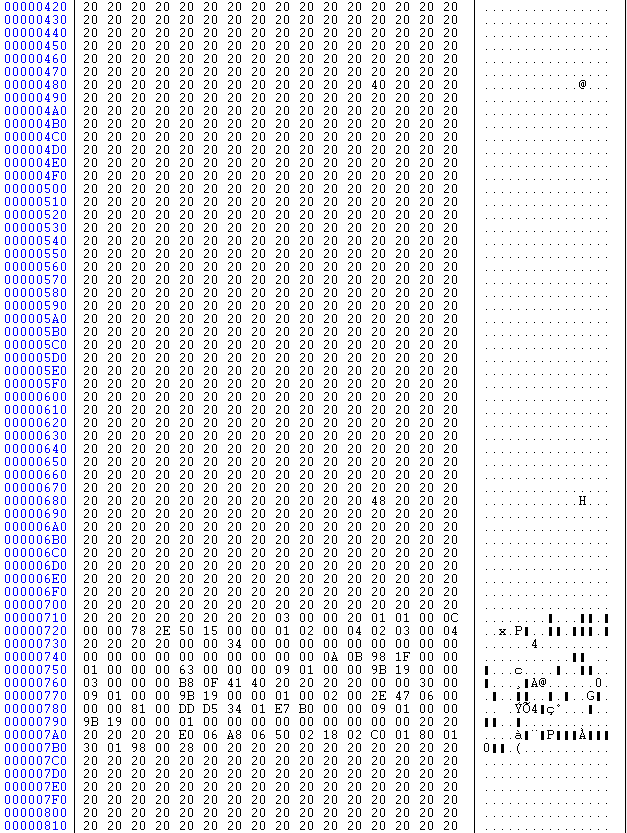 00000420 20 20 20 20 20 20 20 20 20 20 20 20 20 20 20 20 ................
00000430 20 20 20 20 20 20 20 20 20 20 20 20 20 20 20 20 ................
00000440 20 20 20 20 20 20 20 20 20 20 20 20 20 20 20 20 ................
00000450 20 20 20 20 20 20 20 20 20 20 20 20 20 20 20 20 ................
00000460 20 20 20 20 20 20 20 20 20 20 20 20 20 20 20 20 ................
00000470 20 20 20 20 20 20 20 20 20 20 20 20 20 20 20 20 ................
00000480 20 20 20 20 20 20 20 20 20 20 20 20 40 20 20 20 ............@...
00000490 20 20 20 20 20 20 20 20 20 20 20 20 20 20 20 20 ................
000004A0 20 20 20 20 20 20 20 20 20 20 20 20 20 20 20 20 ................
000004B0 20 20 20 20 20 20 20 20 20 20 20 20 20 20 20 20 ................
000004C0 20 20 20 20 20 20 20 20 20 20 20 20 20 20 20 20 ................
000004D0 20 20 20 20 20 20 20 20 20 20 20 20 20 20 20 20 ................
000004E0 20 20 20 20 20 20 20 20 20 20 20 20 20 20 20 20 ................
000004F0 20 20 20 20 20 20 20 20 20 20 20 20 20 20 20 20 ................
00000500 20 20 20 20 20 20 20 20 20 20 20 20 20 20 20 20 ................
00000510 20 20 20 20 20 20 20 20 20 20 20 20 20 20 20 20 ................
00000520 20 20 20 20 20 20 20 20 20 20 20 20 20 20 20 20 ................
00000530 20 20 20 20 20 20 20 20 20 20 20 20 20 20 20 20 ................
00000540 20 20 20 20 20 20 20 20 20 20 20 20 20 20 20 20 ................
00000550 20 20 20 20 20 20 20 20 20 20 20 20 20 20 20 20 ................
00000560 20 20 20 20 20 20 20 20 20 20 20 20 20 20 20 20 ................
00000570 20 20 20 20 20 20 20 20 20 20 20 20 20 20 20 20 ................
00000580 20 20 20 20 20 20 20 20 20 20 20 20 20 20 20 20 ................
00000590 20 20 20 20 20 20 20 20 20 20 20 20 20 20 20 20 ................
000005A0 20 20 20 20 20 20 20 20 20 20 20 20 20 20 20 20 ................
000005B0 20 20 20 20 20 20 20 20 20 20 20 20 20 20 20 20 ................
000005C0 20 20 20 20 20 20 20 20 20 20 20 20 20 20 20 20 ................
000005D0 20 20 20 20 20 20 20 20 20 20 20 20 20 20 20 20 ................
000005E0 20 20 20 20 20 20 20 20 20 20 20 20 20 20 20 20 ................
000005F0 20 20 20 20 20 20 20 20 20 20 20 20 20 20 20 20 ................
00000600 20 20 20 20 20 20 20 20 20 20 20 20 20 20 20 20 ................
00000610 20 20 20 20 20 20 20 20 20 20 20 20 20 20 20 20 ................
00000620 20 20 20 20 20 20 20 20 20 20 20 20 20 20 20 20 ................
00000630 20 20 20 20 20 20 20 20 20 20 20 20 20 20 20 20 ................
00000640 20 20 20 20 20 20 20 20 20 20 20 20 20 20 20 20 ................
00000650 20 20 20 20 20 20 20 20 20 20 20 20 20 20 20 20 ................
00000660 20 20 20 20 20 20 20 20 20 20 20 20 20 20 20 20 ................
00000670 20 20 20 20 20 20 20 20 20 20 20 20 20 20 20 20 ................
00000680 20 20 20 20 20 20 20 20 20 20 20 20 48 20 20 20 ............H...
00000690 20 20 20 20 20 20 20 20 20 20 20 20 20 20 20 20 ................
000006A0 20 20 20 20 20 20 20 20 20 20 20 20 20 20 20 20 ................
000006B0 20 20 20 20 20 20 20 20 20 20 20 20 20 20 20 20 ................
000006C0 20 20 20 20 20 20 20 20 20 20 20 20 20 20 20 20 ................
000006D0 20 20 20 20 20 20 20 20 20 20 20 20 20 20 20 20 ................
000006E0 20 20 20 20 20 20 20 20 20 20 20 20 20 20 20 20 ................
000006F0 20 20 20 20 20 20 20 20 20 20 20 20 20 20 20 20 ................
00000700 20 20 20 20 20 20 20 20 20 20 20 20 20 20 20 20 ................
00000710 20 20 20 20 20 20 20 20 03 00 00 20 01 01 00 0C ........▮...▮▮.▮
00000720 00 00 78 2E 50 15 00 00 01 02 00 04 02 03 00 04 ..x.P▮..▮▮.▮▮▮.▮
00000730 20 20 20 20 00 00 34 00 00 00 00 00 00 00 00 00 ......4.........
00000740 00 00 00 00 00 00 00 00 00 00 0A 0B 98 1F 00 00 ...........▮▮...
00000750 01 00 00 00 63 00 00 00 09 01 00 00 9B 19 00 00 ▮...c....▮..▮▮..
00000760 03 00 00 00 B8 0F 41 40 20 20 20 00 00 00 30 00 ▮...¸▮A@......0.
00000770 09 01 00 00 9B 19 00 00 01 00 02 00 2E 47 06 00 .▮..▮▮..▮.▮..G▮.
00000780 00 00 81 00 DD D5 34 01 E7 B0 00 00 09 01 00 00 ....ÝÕ4▮ç°...▮..
00000790 9B 19 00 00 01 00 00 00 00 00 00 00 00 00 20 20 ▮▮..▮...........
000007A0 20 20 20 20 E0 06 A8 06 50 02 18 02 C0 01 80 01 ....à▮¨▮P▮▮▮À▮▮▮
000007B0 30 01 98 00 28 00 20 20 20 20 20 20 20 20 20 20 0▮▮.(...........
000007C0 20 20 20 20 20 20 20 20 20 20 20 20 20 20 20 20 ................
000007D0 20 20 20 20 20 20 20 20 20 20 20 20 20 20 20 20 ................
000007E0 20 20 20 20 20 20 20 20 20 20 20 20 20 20 20 20 ................
000007F0 20 20 20 20 20 20 20 20 20 20 20 20 20 20 20 20 ................
00000800 20 20 20 20 20 20 20 20 20 20 20 20 20 20 20 20 ................
00000810 20 20 20 20 20 20 20 20 20 20 20 20 20 20 20 20 ................